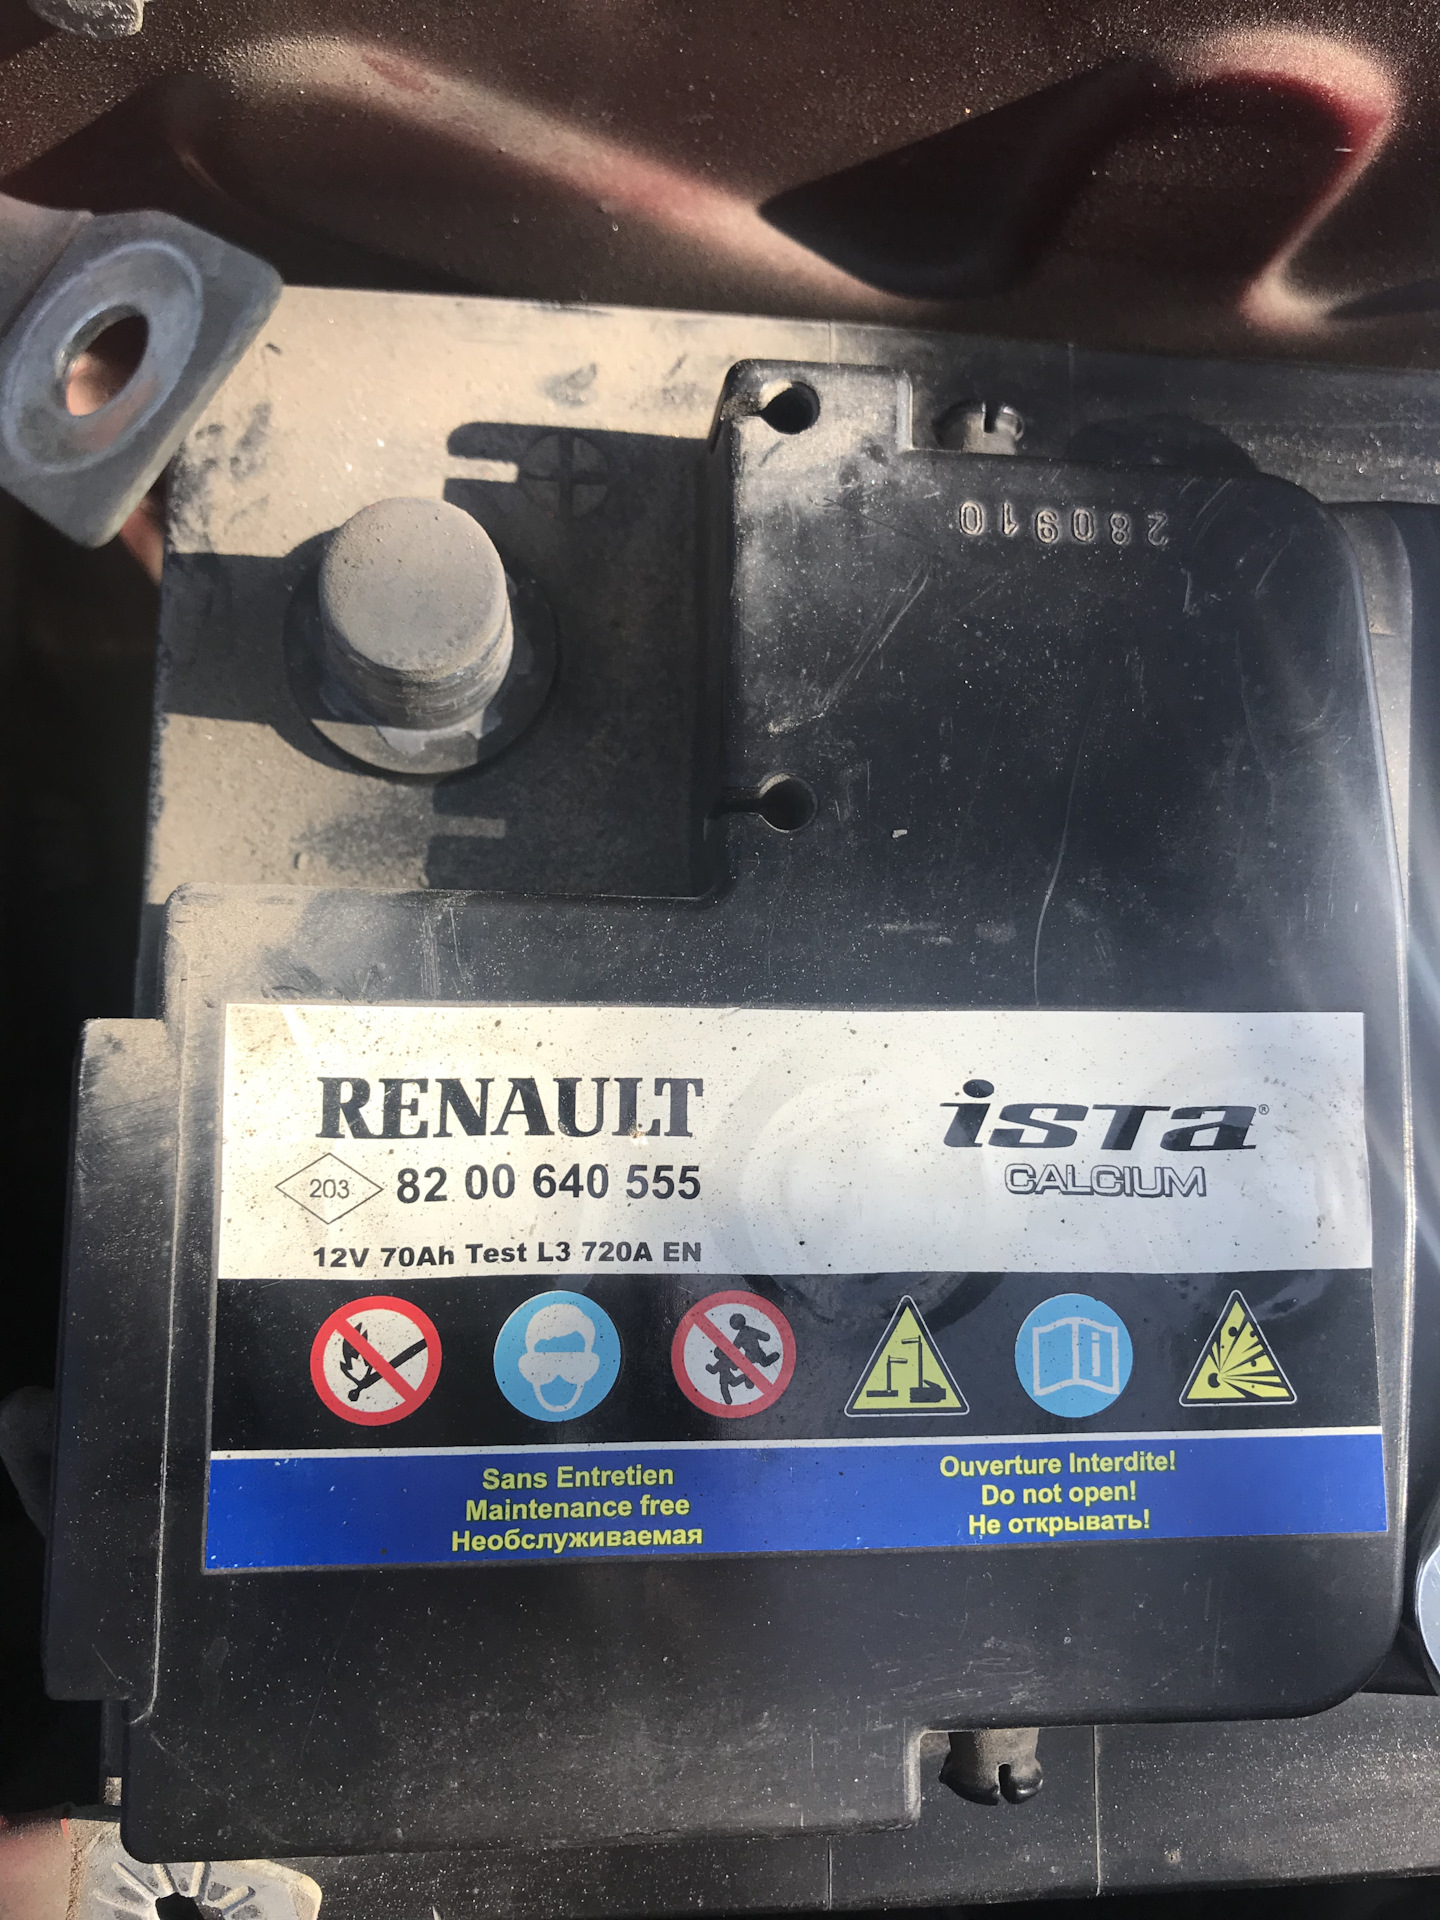 280910
RENAULT
203 82 00 640 555
12V 70Ah Test L3 720A EN
ista®
CALCIUM
Sans Entretien
Maintenance free
Необслуживаемая
Ouverture Interdite!
Do not open!
Не открывать!